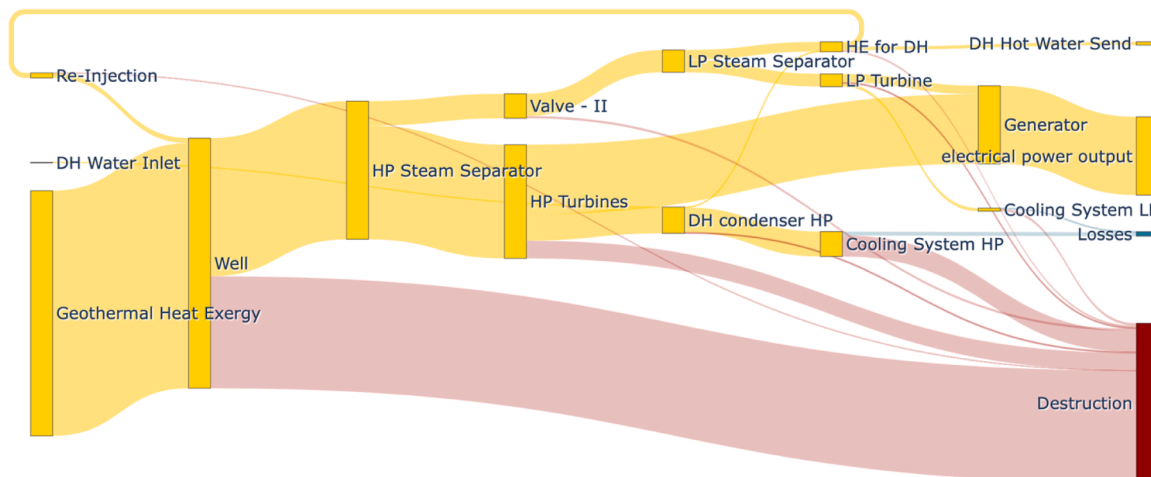 HE for DH
DH Hot Water Send
LP Steam Separator
Re-Injection
LP Turbine
Valve - II
Generator
electrical power output
DH Water Inlet
HP Steam Separator
HP Turbines
Cooling System
DH condenser HP
Losses
Cooling System HP
Well
Geothermal Heat Exergy
Destruction